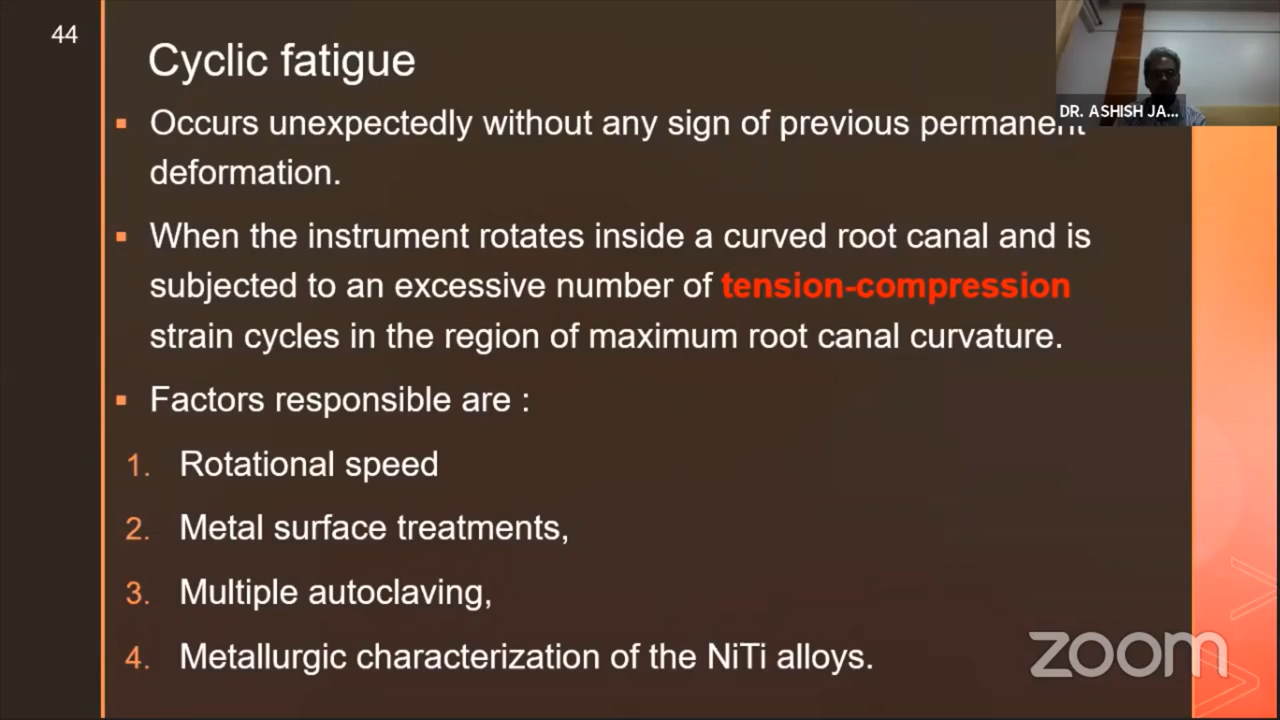 44
Cyclic fatigue
DR. ASHISH JA...
▪ Occurs unexpectedly without any sign of previous permanent
deformation.
▪ When the instrument rotates inside a curved root canal and is
subjected to an excessive number of tension-compression
strain cycles in the region of maximum root canal curvature.
▪ Factors responsible are :
1. Rotational speed
2. Metal surface treatments,
3. Multiple autoclaving,
4. Metallurgic characterization of the NiTi alloys.
zoom